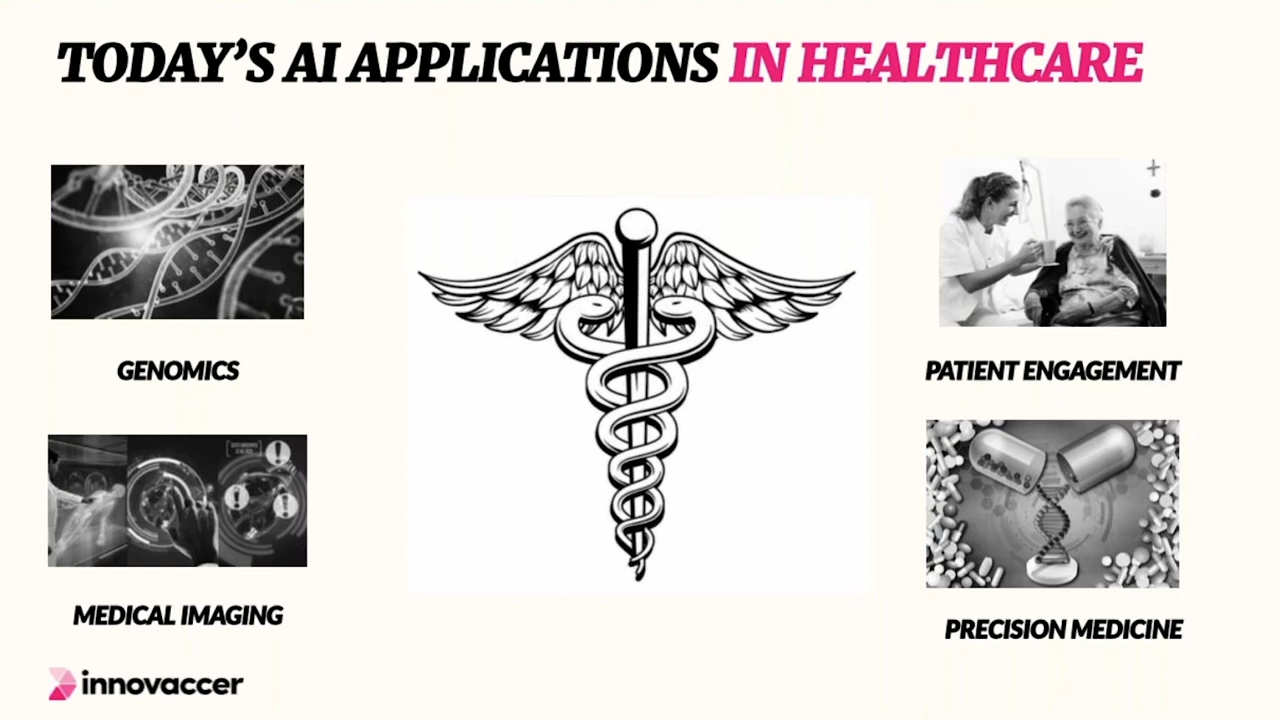 TODAY'S AI APPLICATIONS IN HEALTHCARE
GENOMICS
PATIENT ENGAGEMENT
MEDICAL IMAGING
PRECISION MEDICINE
innovaccer